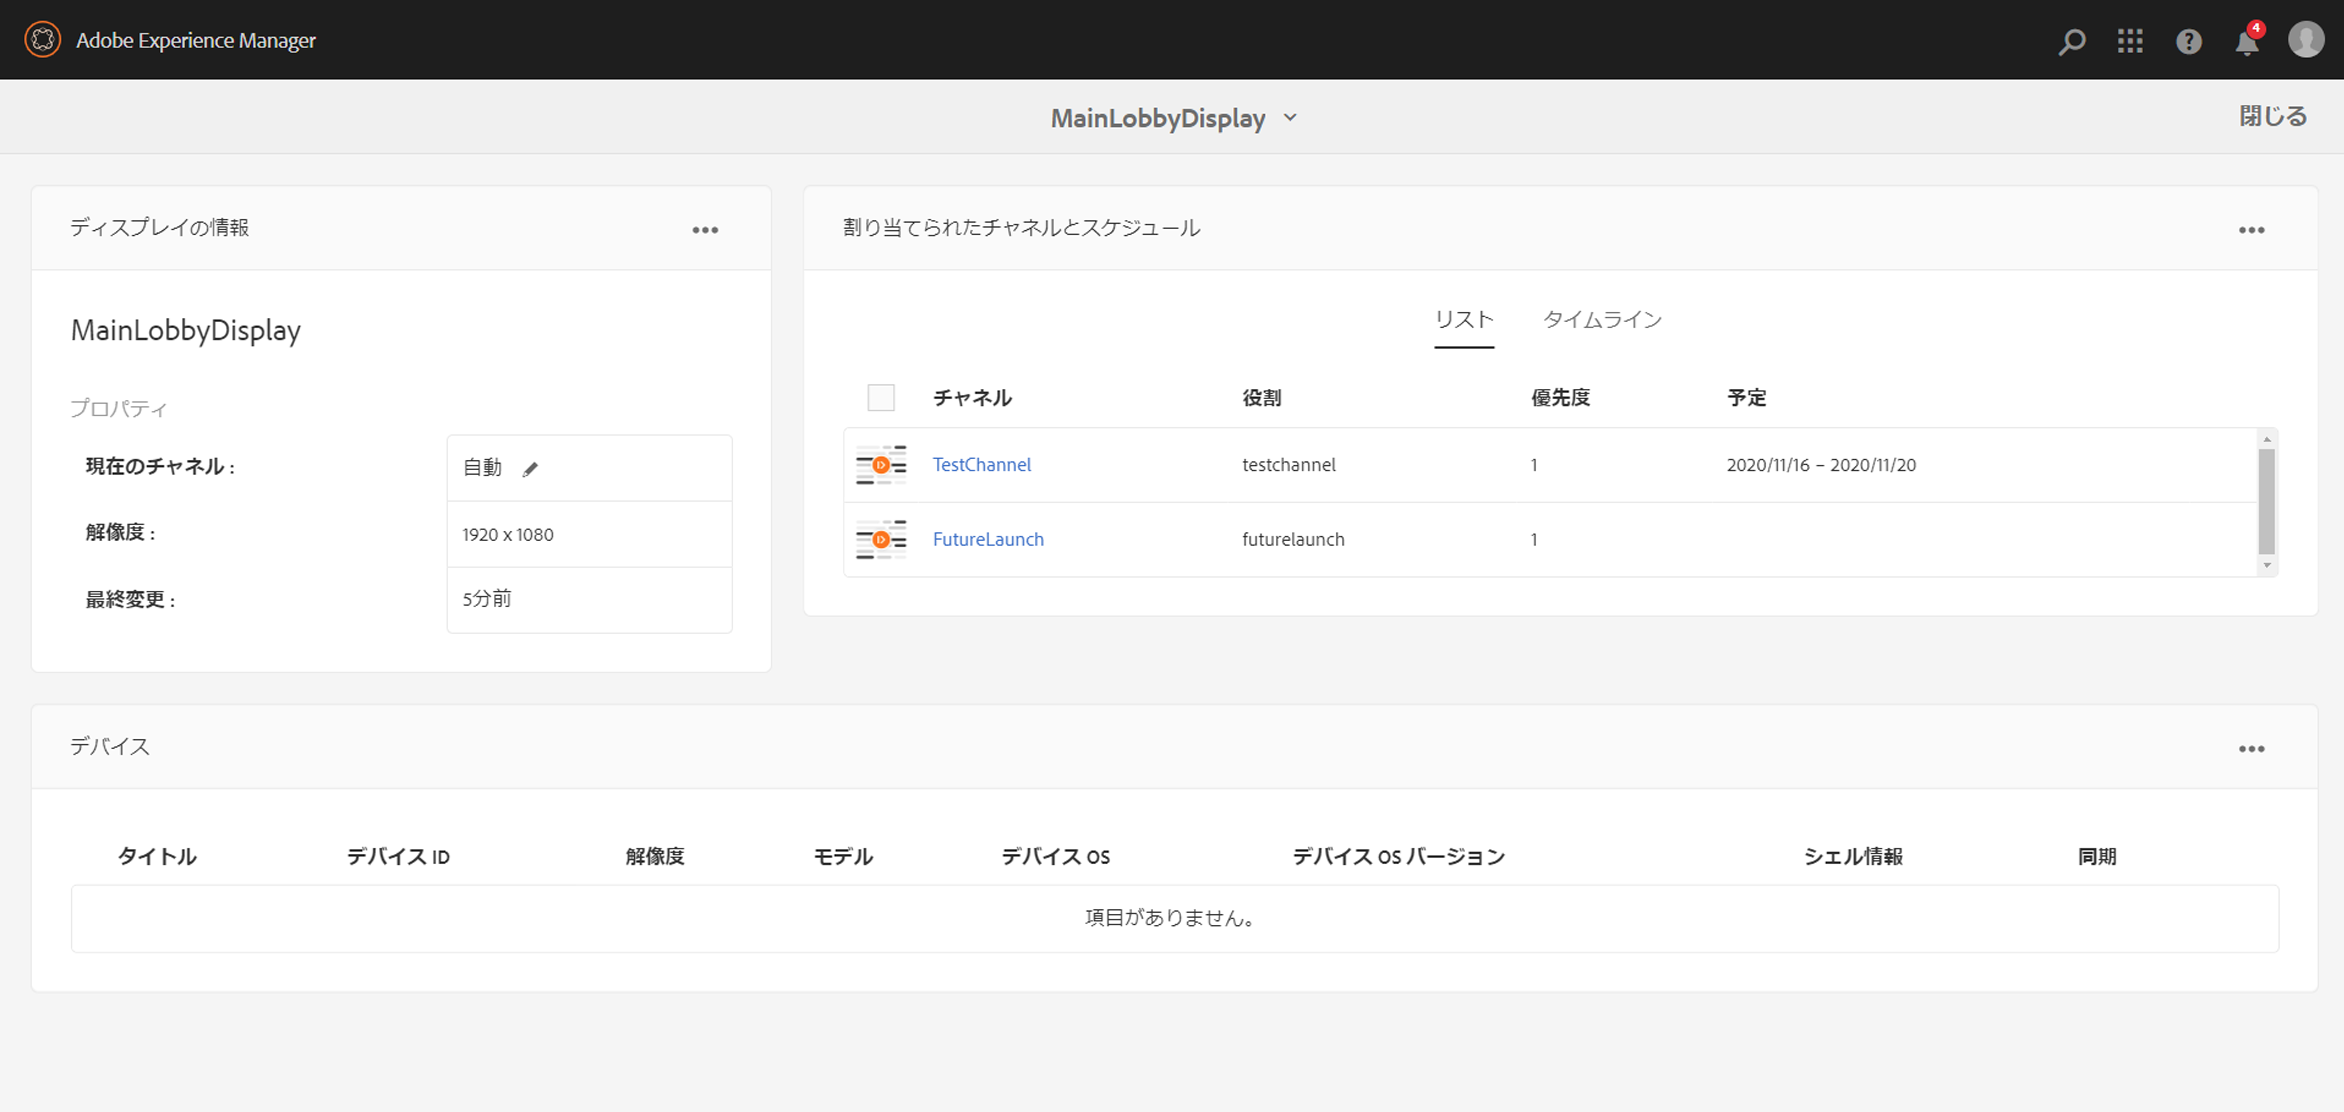 Adobe Experience Manager
4
MainLobbyDisplay
閉じる
ディスプレイの情報
MainLobbyDisplay
プロパティ
現在のチャネル :
自動
解像度 :
1920 x 1080
最終変更 :
5分前
割り当てられたチャネルとスケジュール
リスト タイムライン
チャネル 役割 優先度 予定
TestChannel testchannel 1 2020/11/16 – 2020/11/20
FutureLaunch futurelaunch 1
デバイス
タイトル デバイス ID 解像度 モデル デバイス OS デバイス OS バージョン シェル情報 同期
項目がありません。